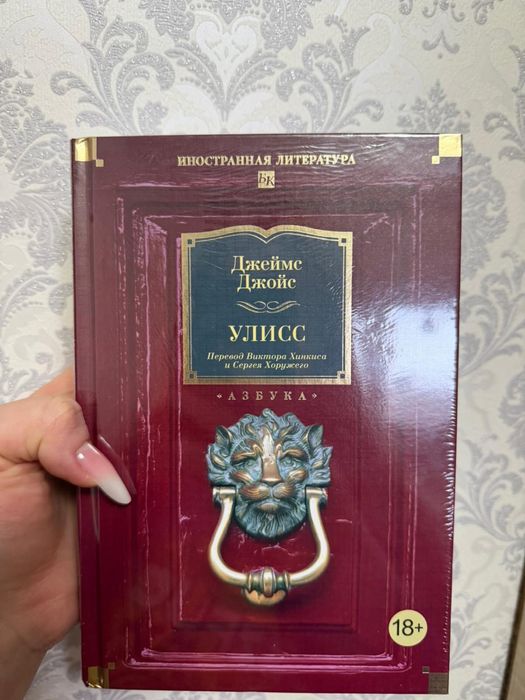 ИНОСТРАННАЯ ЛИТЕРАТУРА
БК
Джеймс
Джойс
УЛИСС
Перевод Виктора Хинкиса
и Сергея Хоружего
«АЗБУКА»
18+